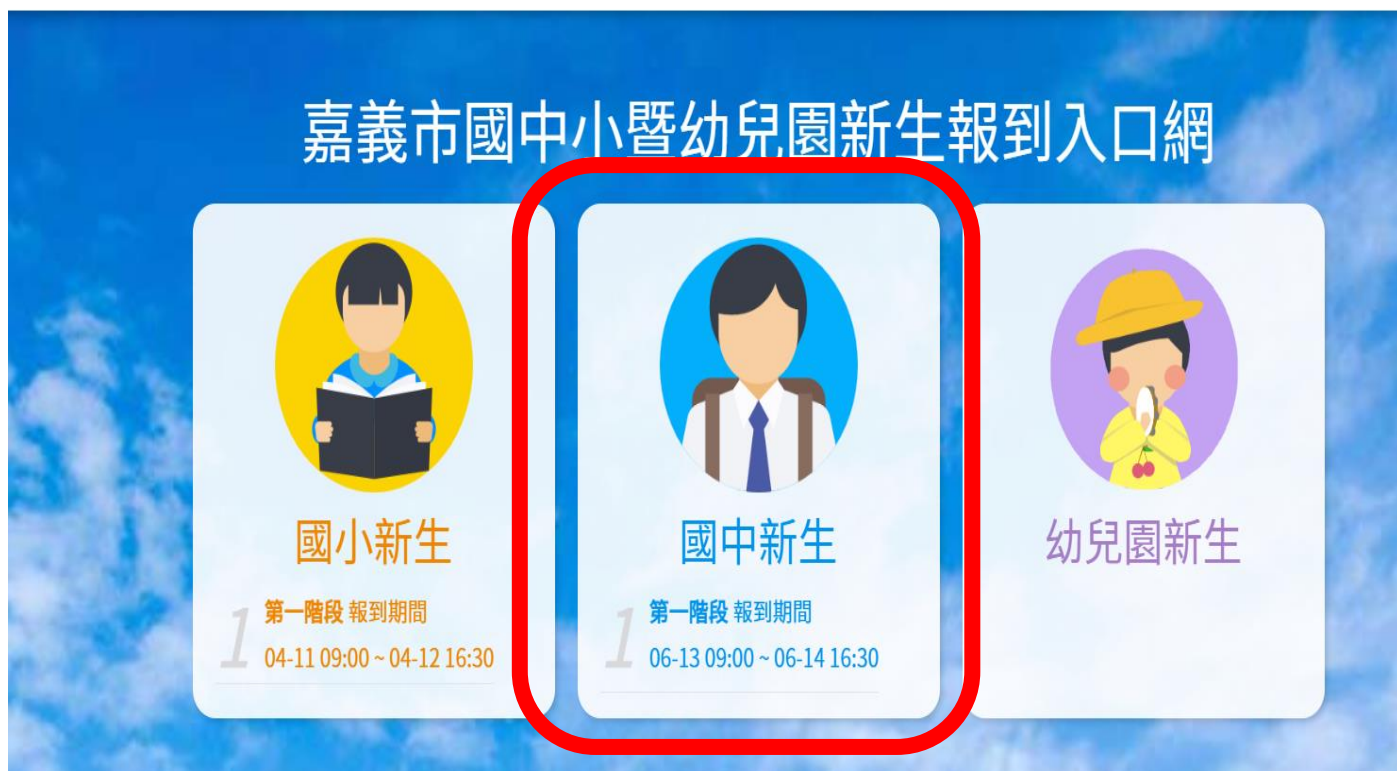 嘉義市國中小暨幼兒園新生報到入口網
國小新生
1
第一階段 報到期間
04-11 09:00 ~ 04-12 16:30
國中新生
1
第一階段 報到期間
06-13 09:00 ~ 06-14 16:30
幼兒園新生